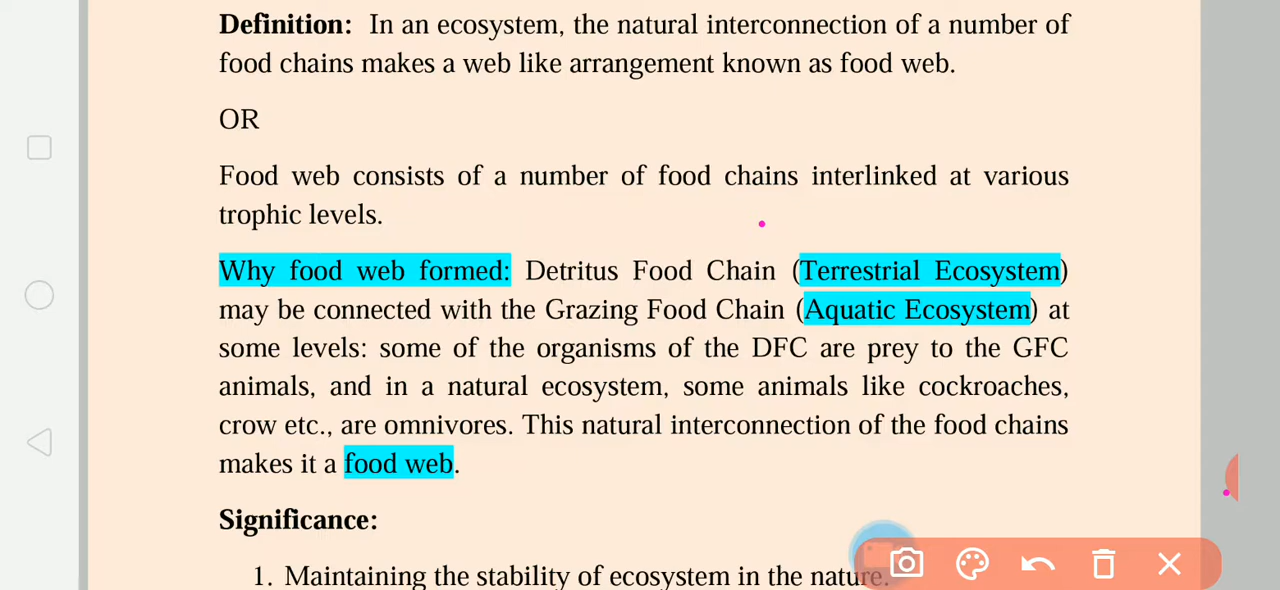 Definition: In an ecosystem, the natural interconnection of a number of
food chains makes a web like arrangement known as food web.
OR
Food web consists of a number of food chains interlinked at various
trophic levels.
Why food web formed: Detritus Food Chain (Terrestrial Ecosystem)
may be connected with the Grazing Food Chain (Aquatic Ecosystem) at
some levels: some of the organisms of the DFC are prey to the GFC
animals, and in a natural ecosystem, some animals like cockroaches,
crow etc., are omnivores. This natural interconnection of the food chains
makes it a food web.
Significance:
1. Maintaining the stability of ecosystem in the nature.